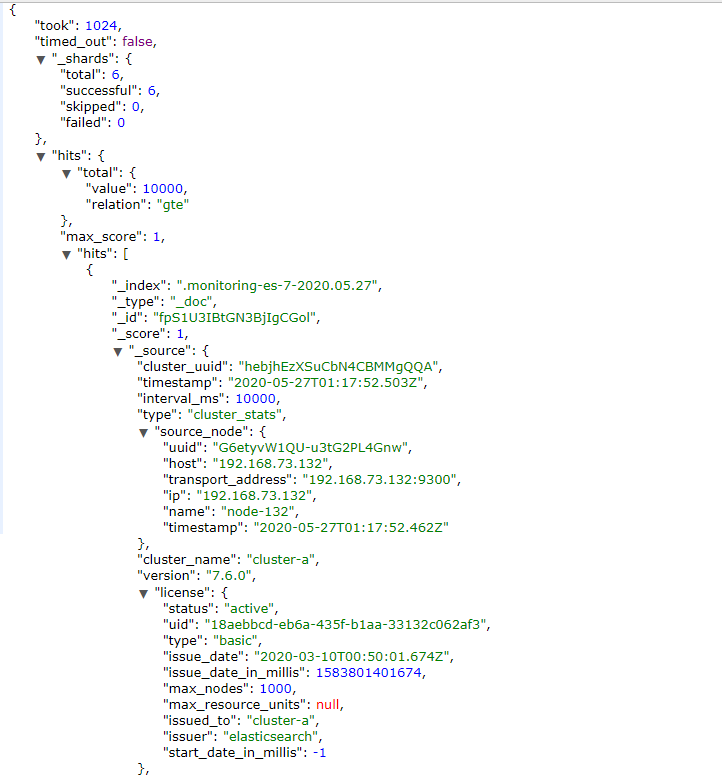 {
"took": 1024,
"timed_out": false,
▼ "_shards": {
"total": 6,
"successful": 6,
"skipped": 0,
"failed": 0
},
▼ "hits": {
▼ "total": {
"value": 10000,
"relation": "gte"
},
"max_score": 1,
▼ "hits": [
{
"_index": ".monitoring-es-7-2020.05.27",
"_type": "_doc",
"_id": "fpS1U3IBtGN3BjIgCGol",
"_score": 1,
▼ "_source": {
"cluster_uuid": "hebjhEzXSuCbN4CBMMgQQA",
"timestamp": "2020-05-27T01:17:52.503Z",
"interval_ms": 10000,
"type": "cluster_stats",
▼ "source_node": {
"uuid": "G6etyvW1QU-u3tG2PL4Gnw",
"host": "192.168.73.132",
"transport_address": "192.168.73.132:9300",
"ip": "192.168.73.132",
"name": "node-132",
"timestamp": "2020-05-27T01:17:52.462Z"
},
"cluster_name": "cluster-a",
"version": "7.6.0",
▼ "license": {
"status": "active",
"uid": "18aebbcd-eb6a-435f-b1aa-33132c062af3",
"type": "basic",
"issue_date": "2020-03-10T00:50:01.674Z",
"issue_date_in_millis": 1583801401674,
"max_nodes": 1000,
"max_resource_units": null,
"issued_to": "cluster-a",
"issuer": "elasticsearch",
"start_date_in_millis": -1
},